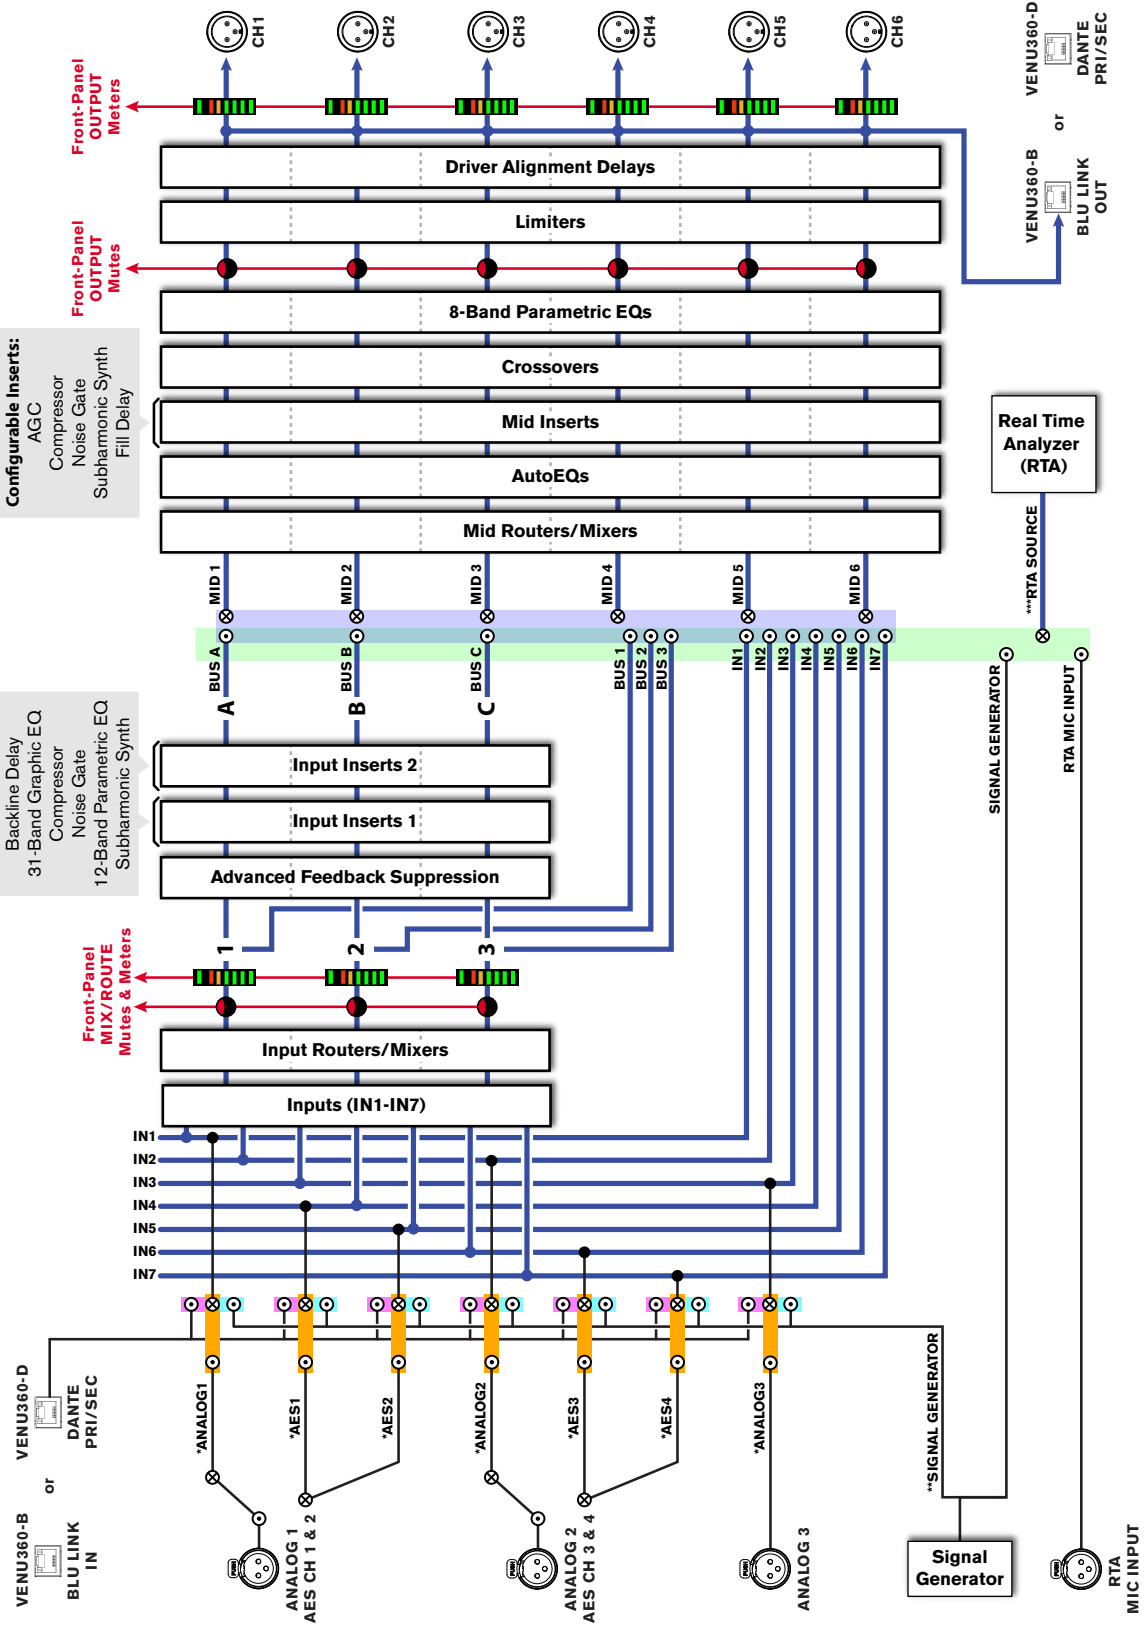 CH1
CH2
CH3
CH4
CH5
CH6
VENU360-D
DANTE
PRI/SEC
or
VENU360-B
BLU LINK
OUT
Front-Panel
OUTPUT
Meters
Driver Alignment Delays
Limiters
Front-Panel
OUTPUT
Mutes
8-Band Parametric EQs
Crossovers
Configurable Inserts:
AGC
Compressor
Noise Gate
Subharmonic Synth
Fill Delay
Mid Inserts
AutoEQs
Mid Routers/Mixers
Real Time
Analyzer
(RTA)
***RTA SOURCE
MID 1
MID 2
MID 3
MID 4
MID 5
MID 6
BUS A
BUS B
BUS C
BUS 1
BUS 2
BUS 3
IN1
IN2
IN3
IN4
IN5
IN6
IN7
SIGNAL GENERATOR
RTA MIC INPUT
A
B
C
Backline Delay
31-Band Graphic EQ
Compressor
Noise Gate
12-Band Parametric EQ
Subharmonic Synth
Input Inserts 2
Input Inserts 1
Advanced Feedback Suppression
1
2
3
Front-Panel
MIX/ROUTE
Mutes & Meters
Input Routers/Mixers
Inputs (IN1-IN7)
IN1
IN2
IN3
IN4
IN5
IN6
IN7
VENU360-D
DANTE
PRI/SEC
or
VENU360-B
BLU LINK
IN
*ANALOG1
*AES1
*AES2
*ANALOG2
*AES3
*AES4
*ANALOG3
**SIGNAL GENERATOR
PUSH
ANALOG 1
AES CH 1 & 2
PUSH
ANALOG 2
AES CH 3 & 4
PUSH
ANALOG 3
Signal
Generator
PUSH
RTA
MIC INPUT